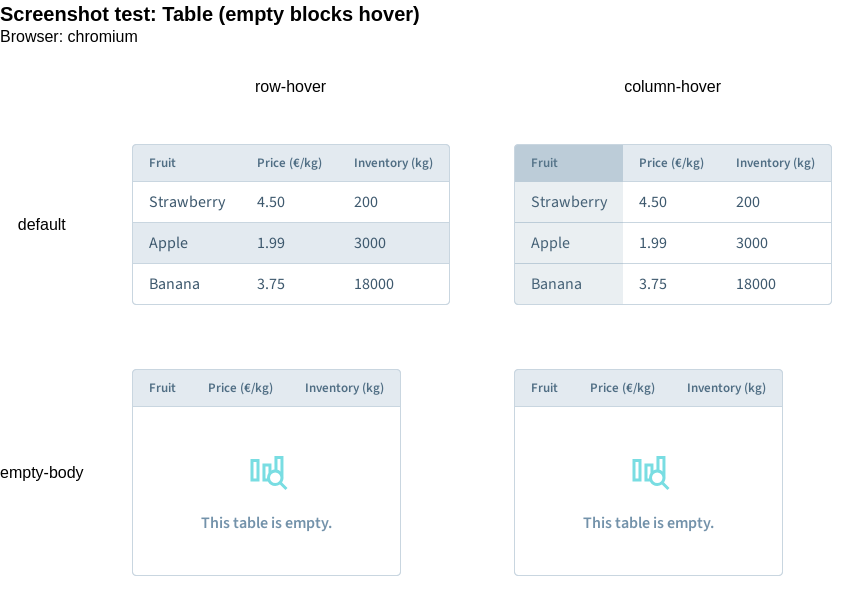 Screenshot test: Table (empty blocks hover)
Browser: chromium
row-hover column-hover
default
Fruit Price (€/kg) Inventory (kg)
Strawberry 4.50 200
Apple 1.99 3000
Banana 3.75 18000
Fruit Price (€/kg) Inventory (kg)
Strawberry 4.50 200
Apple 1.99 3000
Banana 3.75 18000
empty-body
Fruit Price (€/kg) Inventory (kg)
This table is empty.
Fruit Price (€/kg) Inventory (kg)
This table is empty.